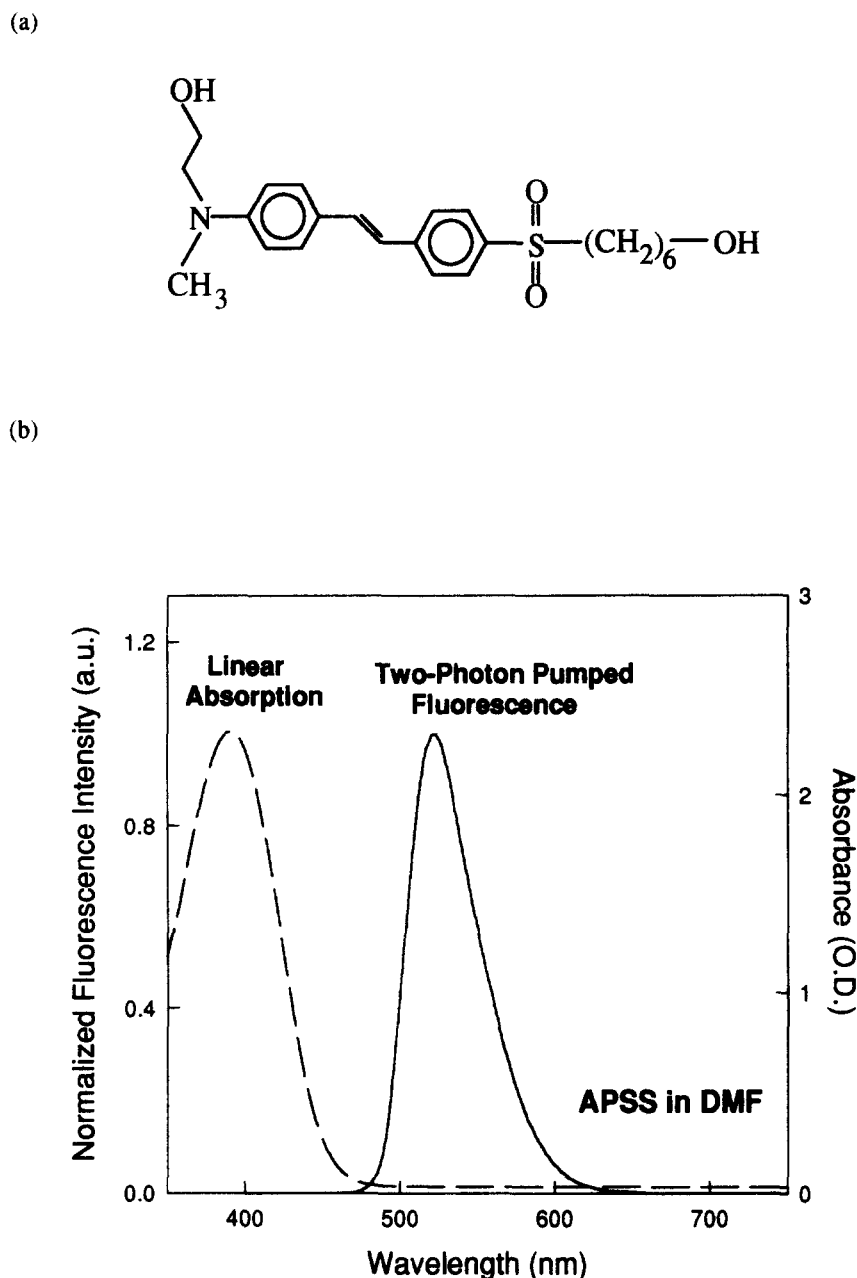 (a)
OH
N
CH3
O
S
O
(CH2)6
OH
(b)
Normalized Fluorescence Intensity (a.u.)
1.2
0.8
0.4
0.0
Linear
Absorption
Two-Photon Pumped
Fluorescence
APSS in DMF
3
2
1
0
Absorbance (O.D.)
400
500
600
700
Wavelength (nm)